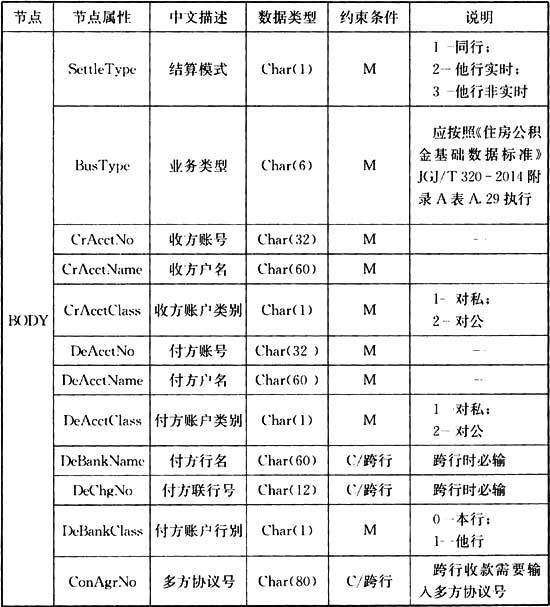 节点 节点属性 中文描述 数据类型 约束条件 说明
BODY
SettleType 结算模式 Char(1) M 1—同行;
2—他行实时;
3—他行非实时
BusType 业务类型 Char(6) M 应按照《住房公积
金基础数据标准》
JGJ/T 320-2014 附
录 A 表 A.29 执行
CrAcctNo 收方账号 Char(32) M —
CrAcctName 收方户名 Char(60) M
CrAcctClass 收方账户类别 Char(1) M 1—对私;
2—对公
DeAcctNo 付方账号 Char(32) M —
DeAcctName 付方户名 Char(60) M —
DeAcctClass 付方账户类别 Char(1) M 1—对私;
2—对公
DeBankName 付方行名 Char(60) C/跨行 跨行时必输
DeChgNo 付方联行号 Char(12) C/跨行 跨行时必输
DeBankClass 付方账户行别 Char(1) M 0—本行;
1—他行
ConAgrNo 多方协议号 Char(80) C/跨行 跨行收款需要输
入多方协议号